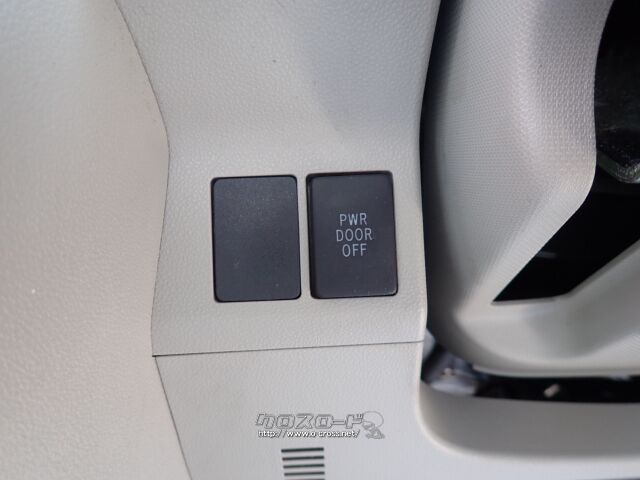 PWR
DOOR
OFF
クロスロード
http://www.o-cross.net/